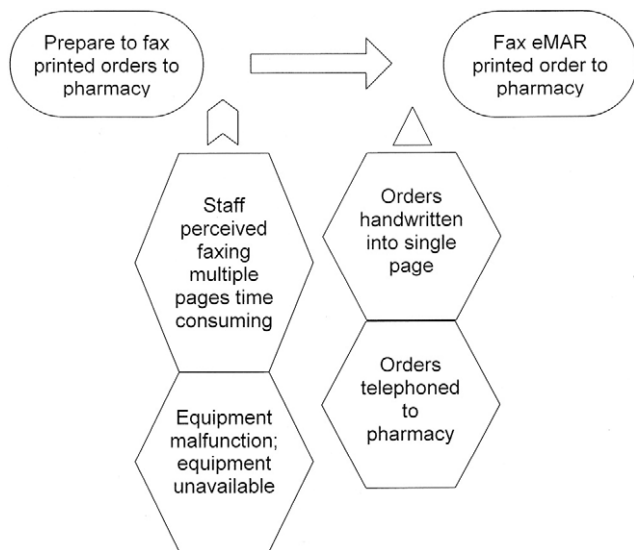 Prepare to fax
printed orders to
pharmacy
Fax eMAR
printed order to
pharmacy
Staff
perceived
faxing
multiple
pages time
consuming
Orders
handwritten
into single
page
Equipment
malfunction;
equipment
unavailable
Orders
telephoned
to
pharmacy